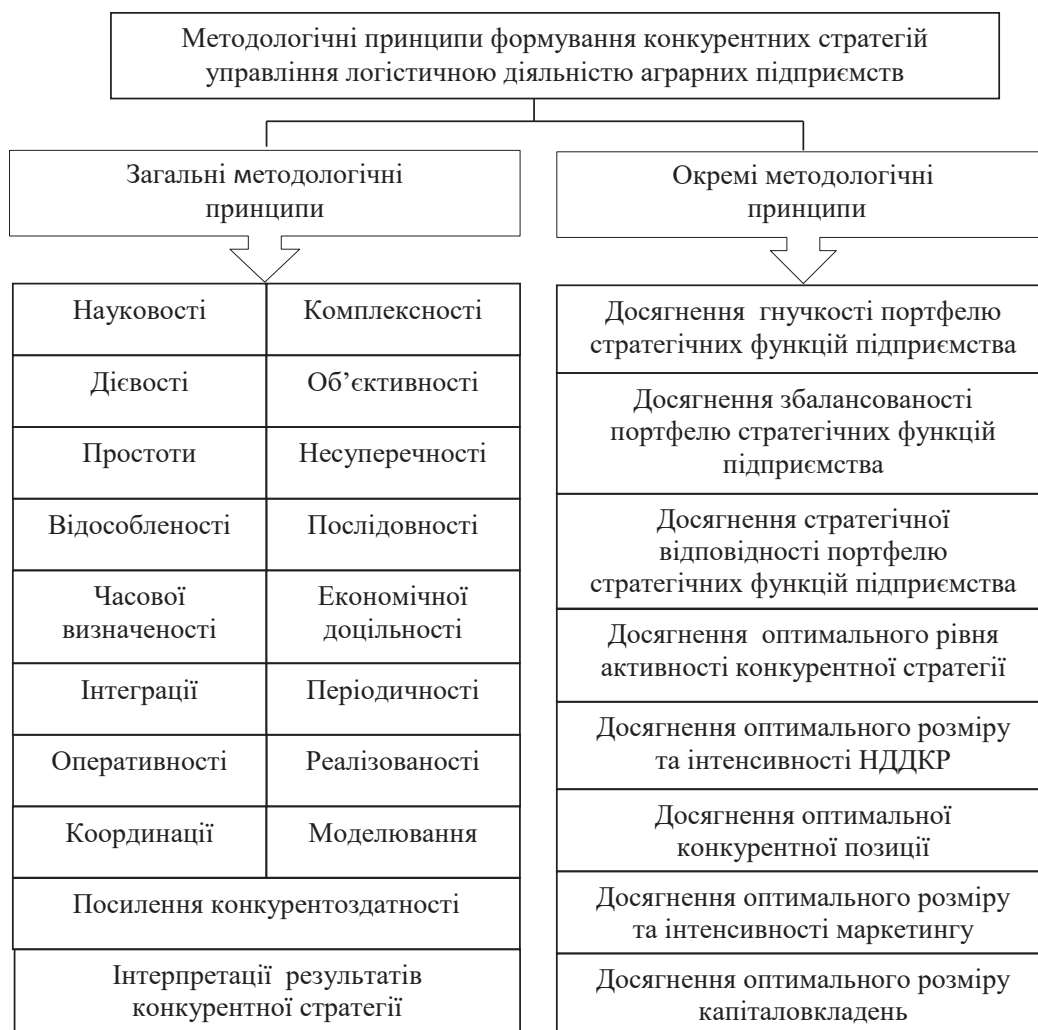 Методологічні принципи формування конкурентних стратегій
управління логістичною діяльністю аграрних підприємств
Загальні методологічні
принципи
Науковості
Комплексності
Дієвості
Об’єктивності
Простоти
Несуперечності
Відособленості
Послідовності
Часової
визначеності
Економічної
доцільності
Інтеграції
Періодичності
Оперативності
Реалізованості
Координації
Моделювання
Посилення конкурентоздатності
Інтерпретації результатів
конкурентної стратегії
Окремі методологічні
принципи
Досягнення гнучкості портфелю
стратегічних функцій підприємства
Досягнення збалансованості
портфелю стратегічних функцій
підприємства
Досягнення стратегічної
відповідності портфелю
стратегічних функцій підприємства
Досягнення оптимального рівня
активності конкурентної стратегії
Досягнення оптимального розміру
та інтенсивності НДДКР
Досягнення оптимальної
конкурентної позиції
Досягнення оптимального розміру
та інтенсивності маркетингу
Досягнення оптимального розміру
капіталовкладень